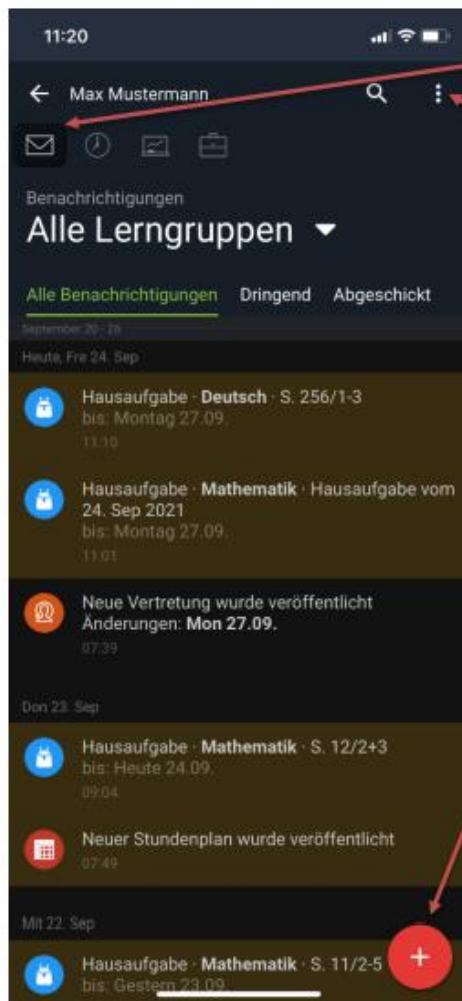 11:20
Max Mustermann
Benachrichtigungen
Alle Lerngruppen
Alle Benachrichtigungen Dringend Abgeschickt
September 20 - 26
Heute, Fre 24. Sep
Hausaufgabe · Deutsch · S. 256/1-3
bis: Montag 27.09.
11:10
Hausaufgabe · Mathematik · Hausaufgabe vom
24. Sep 2021
bis: Montag 27.09.
11:01
Neue Vertretung wurde veröffentlicht
Änderungen: Mon 27.09.
07:39
Don 23. Sep
Hausaufgabe · Mathematik · S. 12/2+3
bis: Heute 24.09.
09:04
Neuer Stundenplan wurde veröffentlicht
07:49
Mit 22. Sep
Hausaufgabe · Mathematik · S. 11/2-5
bis: Gestern 23.09.